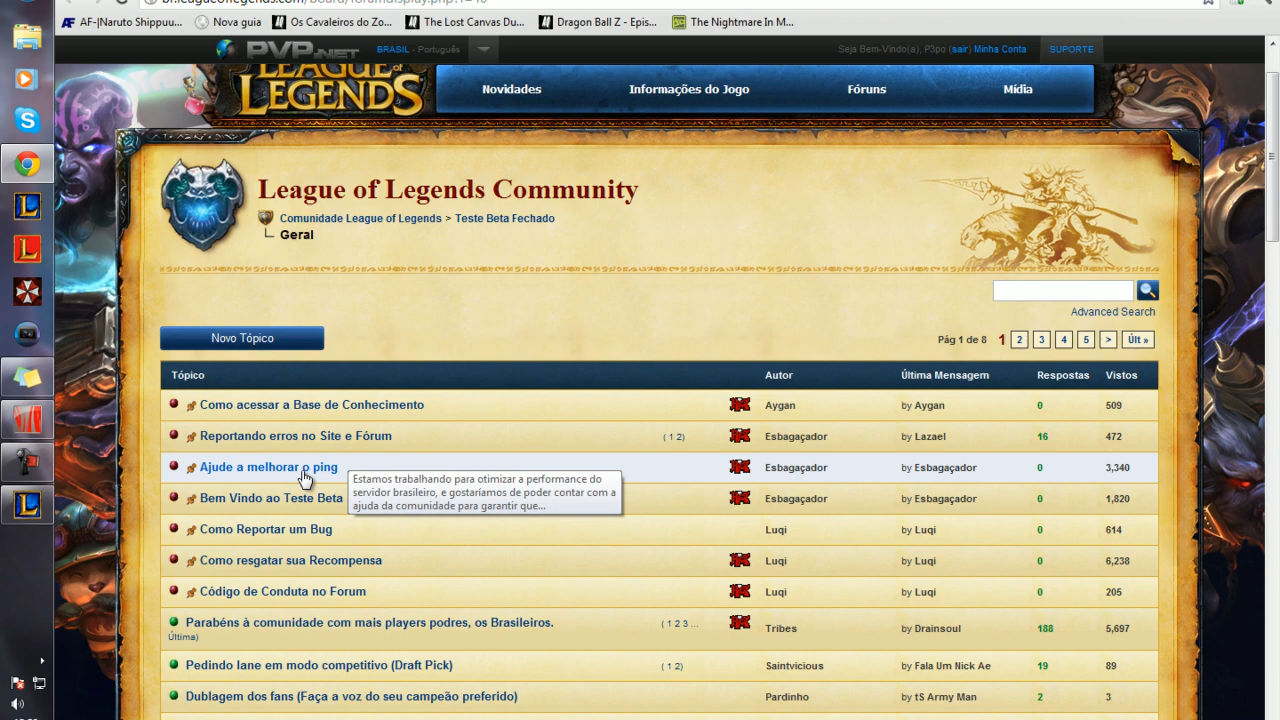 br.leagueoflegends.com/board/forumdisplay.php?f=40
AF-|Naruto Shippuu... Nova guia Os Cavaleiros do Zo... The Lost Canvas Du... Dragon Ball Z - Epis... The Nightmare In M...
PVP.NET BRASIL - Português Seja Bem-Vindo(a), P3po (sair) Minha Conta SUPORTE
LEAGUE of
LEGENDS
Novidades Informações do Jogo Fóruns Mídia
League of Legends Community
Comunidade League of Legends > Teste Beta Fechado
Geral
Advanced Search
Novo Tópico Pág 1 de 8 1 2 3 4 5 > Últ »
Tópico Autor Última Mensagem Respostas Vistos
Como acessar a Base de Conhecimento Aygan by Aygan 0 509
Reportando erros no Site e Fórum ( 1 2) Esbagaçador by Lazael 16 472
Ajude a melhorar o ping Esbagaçador by Esbagaçador 0 3,340
Estamos trabalhando para otimizar a performance do
servidor brasileiro, e gostaríamos de poder contar com a
ajuda da comunidade para garantir que...
Bem Vindo ao Teste Beta Esbagaçador by Esbagaçador 0 1,820
Como Reportar um Bug Luqi by Luqi 0 614
Como resgatar sua Recompensa Luqi by Luqi 0 6,238
Código de Conduta no Forum Luqi by Luqi 0 205
Parabéns à comunidade com mais players podres, os Brasileiros. ( 1 2 3 ...
Última) Tribes by Drainsoul 188 5,697
Pedindo lane em modo competitivo (Draft Pick) ( 1 2) Saintvicious by Fala Um Nick Ae 19 89
Dublagem dos fans (Faça a voz do seu campeão preferido) Pardinho by tS Army Man 2 3